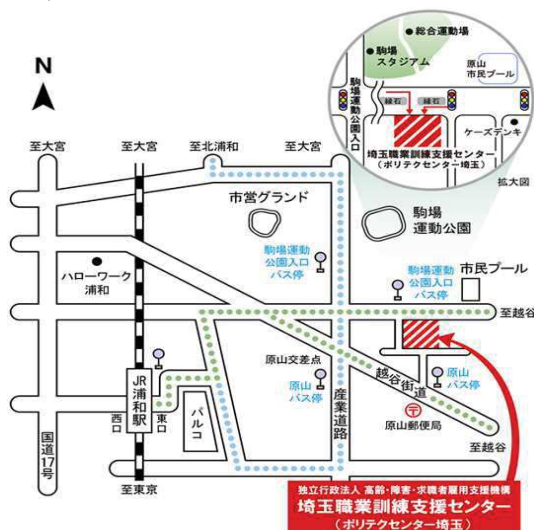 総合運動場
駒場
スタジアム
原山
市民プール
駒場運動公園入口
縁石
縁石
ケーズデンキ
埼玉職業訓練支援センター
(ポリテクセンター埼玉)
拡大図
N
至大宮
至大宮
至北浦和
至大宮
市営グランド
駒場
運動公園
駒場運動
公園入口
バス停
駒場運動
公園入口
バス停
市民プール
ハローワーク
浦和
至越谷
原山交差点
越谷街道
原山
バス停
原山
バス停
産業道路
JR浦和駅
西口
東口
パルコ
原山郵便局
国道17号
至越谷
至東京
独立行政法人 高齢・障害・求職者雇用支援機構
埼玉職業訓練支援センター
(ポリテクセンター埼玉)